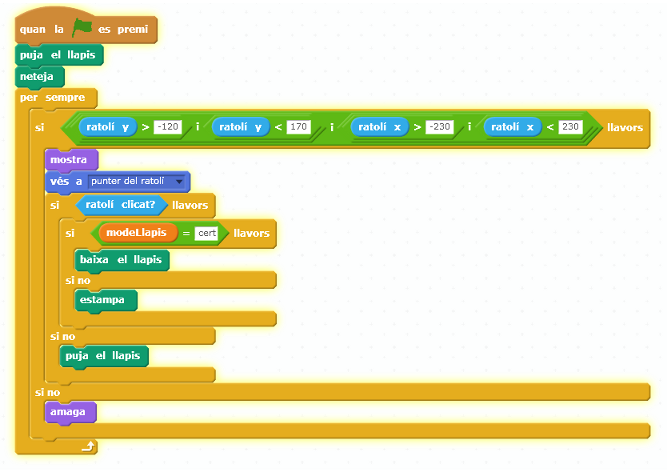 quan la es premi
puja el llapis
neteja
per sempre
si ratolí y > -120 i ratolí y < 170 i ratolí x > -230 i ratolí x < 230 llavors
mostra
vés a punter del ratolí
si ratolí clicat? llavors
si mode_lapis = cert llavors
baixa el llapis
si no
estampa
si no
puja el llapis
si no
amaga